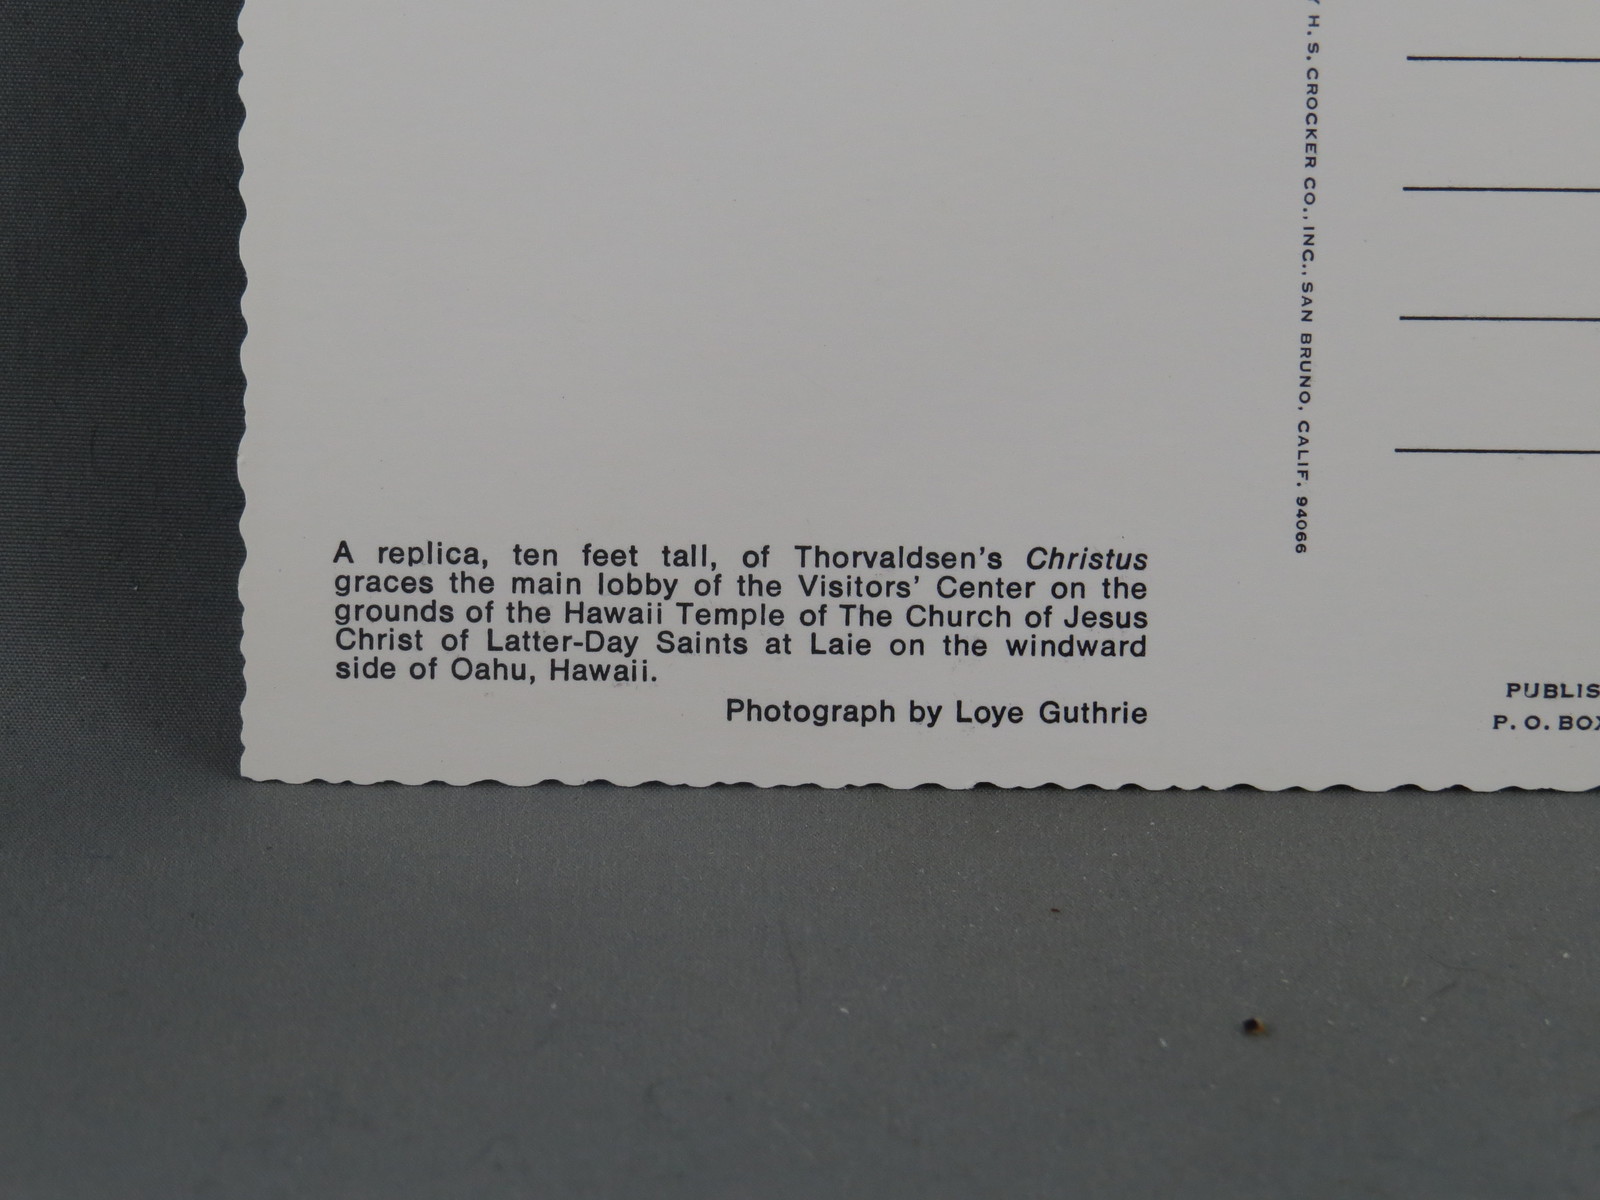 A replica, ten feet tall, of Thorvaldsen's Christus
graces the main lobby of the Visitors' Center on the
grounds of the Hawaii Temple of The Church of Jesus
Christ of Latter-Day Saints at Laie on the windward
side of Oahu, Hawaii.
Photograph by Loye Guthrie
H. S. CROCKER CO., INC., SAN BRUNO, CALIF. 94066
P. O.